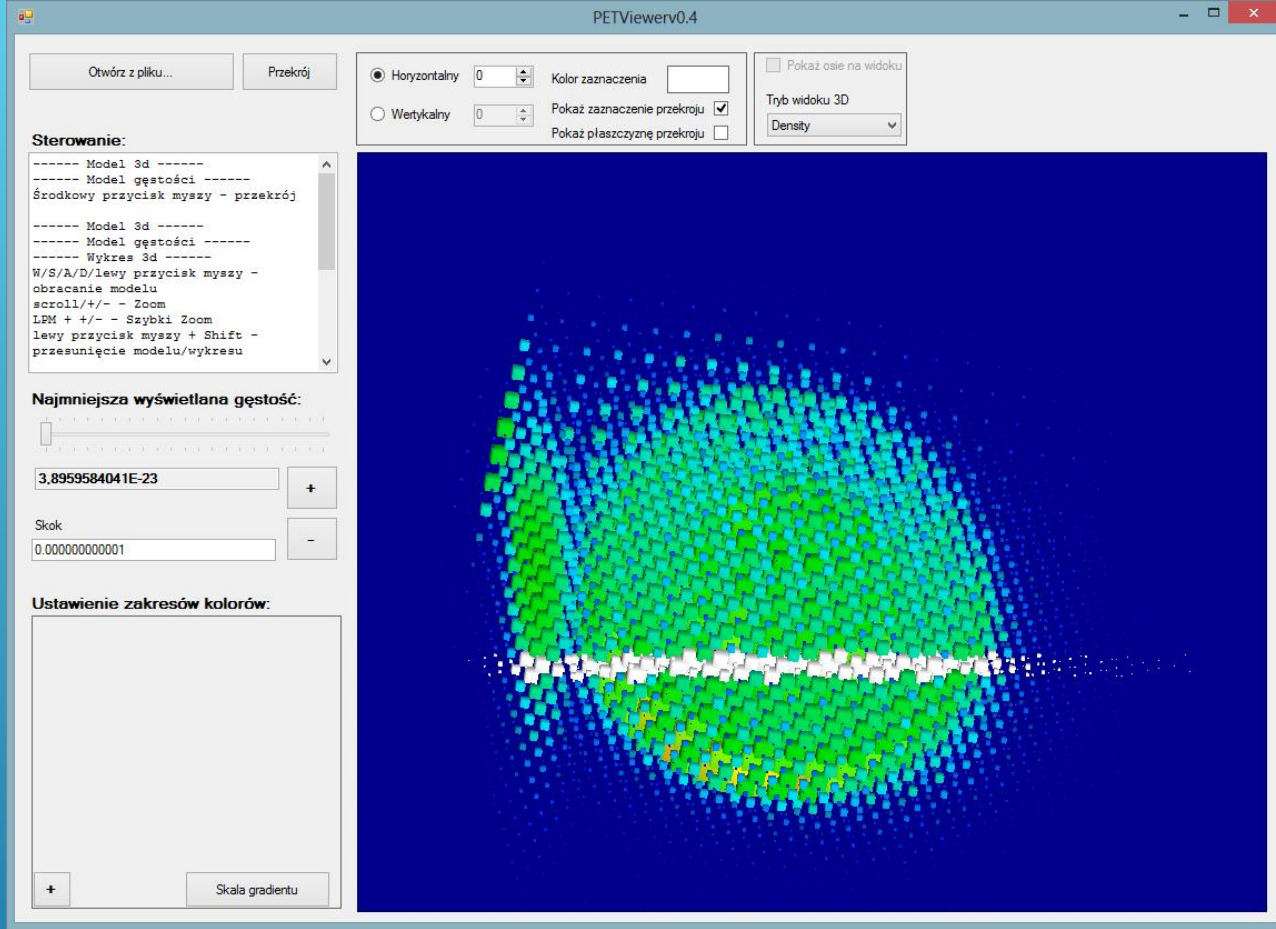 PETViewerv0.4
Otwórz z pliku...
Przekrój
Horyzontalny
0
Kolor zaznaczenia
Wertykalny
0
Pokaż zaznaczenie przekroju
Pokaż płaszczyznę przekroju
Pokaż osie na widoku
Tryb widoku 3D
Density
Sterowanie:
------ Model 3d ------
------ Model gęstości ------
Środkowy przycisk myszy - przekrój
------ Model 3d ------
------ Model gęstości ------
------ Wykres 3d ------
W/S/A/D/lewy przycisk myszy -
obracanie modelu
scroll/+/- - Zoom
LPM + +/- - Szybki Zoom
lewy przycisk myszy + Shift -
przesunięcie modelu/wykresu
Najmniejsza wyświetlana gęstość:
3,8959584041E-23
+
Skok
0.000000000001
-
Ustawienie zakresów kolorów:
+
Skala gradientu